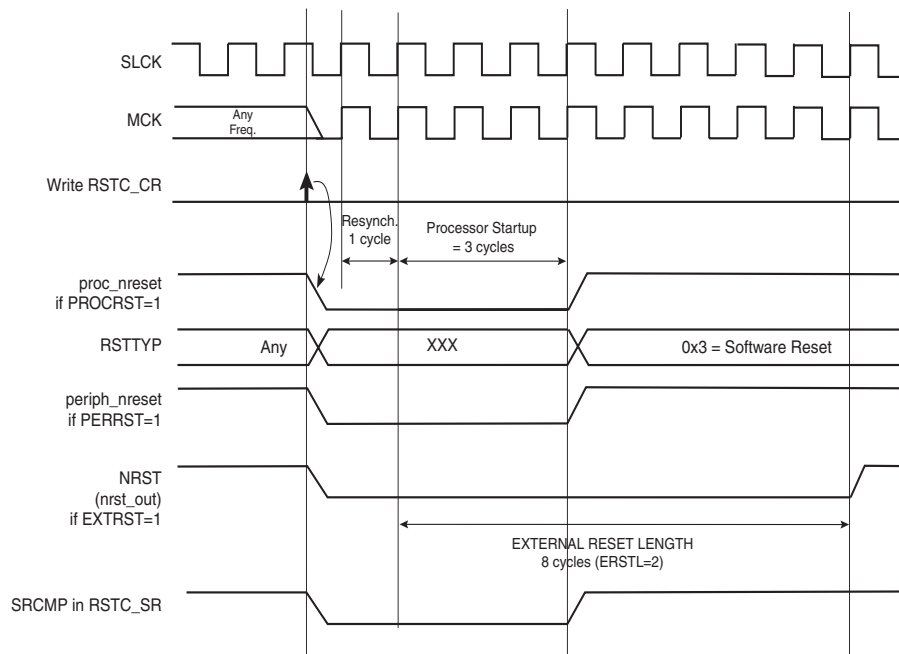 SLCK
MCK
Any
Freq.
Write RSTC_CR
Resynch.
1 cycle
Processor Startup
= 3 cycles
proc_nreset
if PROCRST=1
RSTTYP
Any
XXX
0x3 = Software Reset
periph_nreset
if PERRST=1
NRST
(nrst_out)
if EXTRST=1
EXTERNAL RESET LENGTH
8 cycles (ERSTL=2)
SRCMP in RSTC_SR